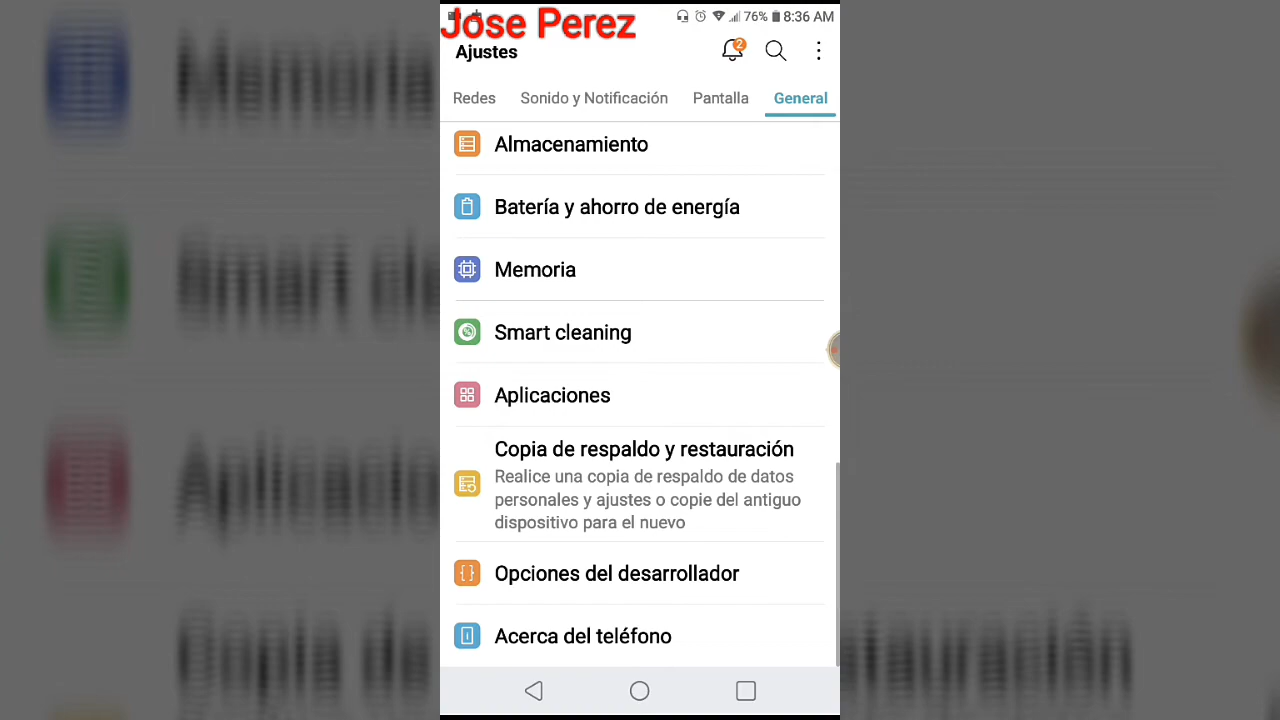 Jose Perez
76% 8:36 AM
Ajustes
2
Redes Sonido y Notificación Pantalla General
Almacenamiento
Batería y ahorro de energía
Memoria
Smart cleaning
Aplicaciones
Copia de respaldo y restauración
Realice una copia de respaldo de datos
personales y ajustes o copie del antiguo
dispositivo para el nuevo
Opciones del desarrollador
Acerca del teléfono